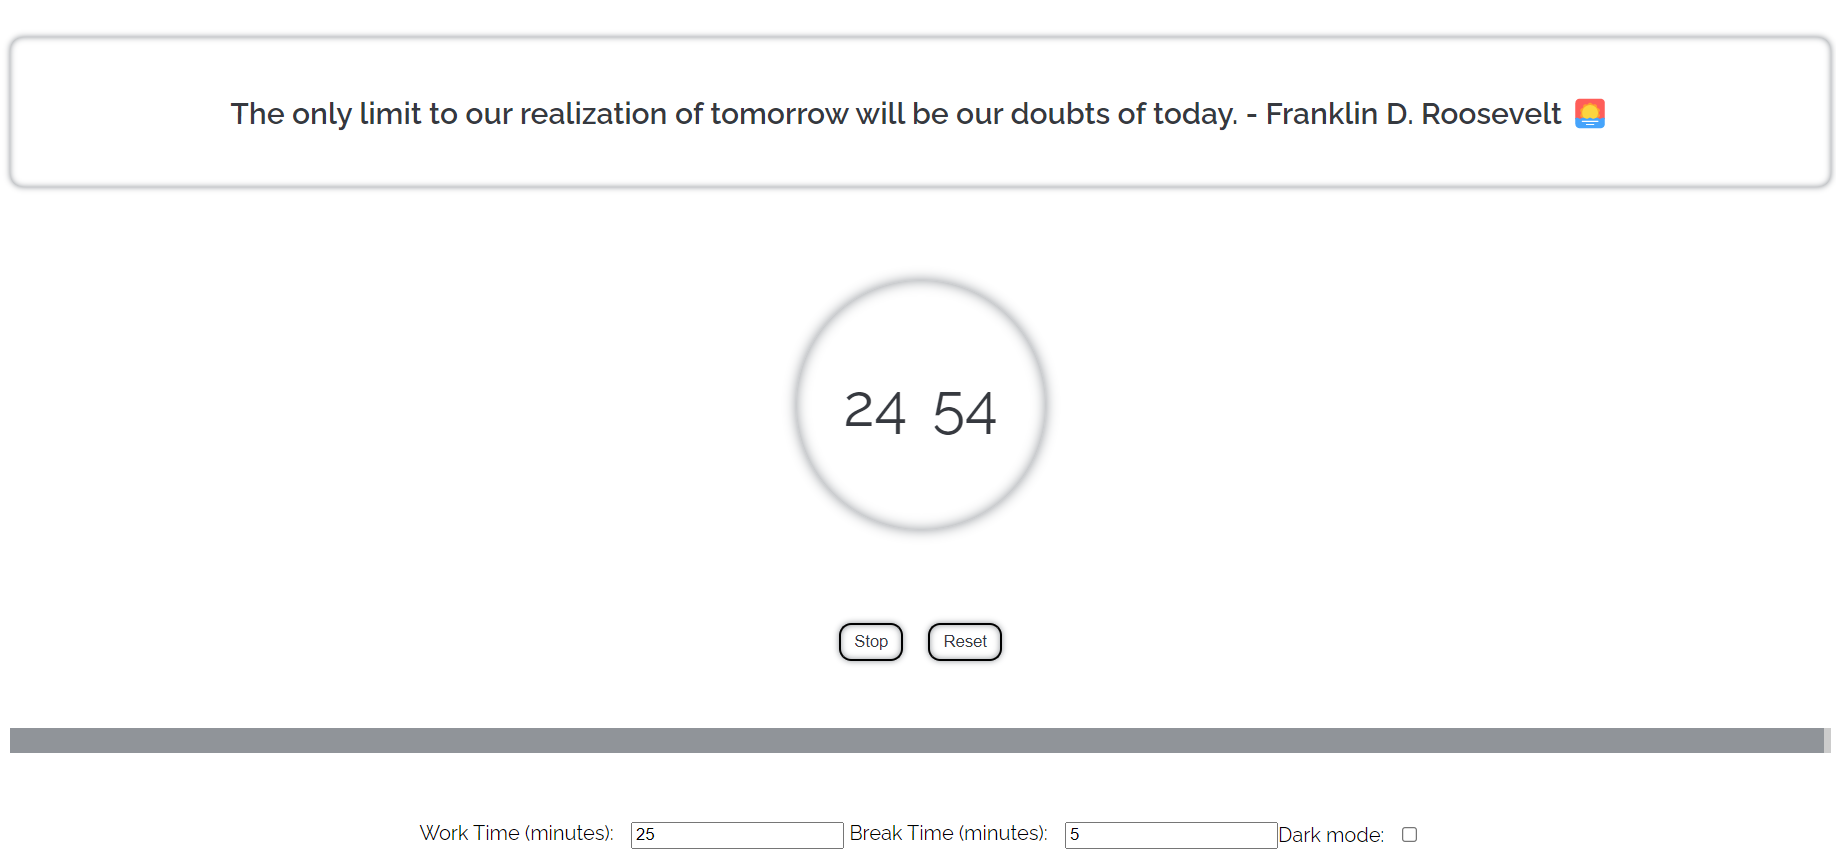 The only limit to our realization of tomorrow will be our doubts of today. - Franklin D. Roosevelt 🌅
24 54
Stop Reset
Work Time (minutes): 25 Break Time (minutes): 5 Dark mode: